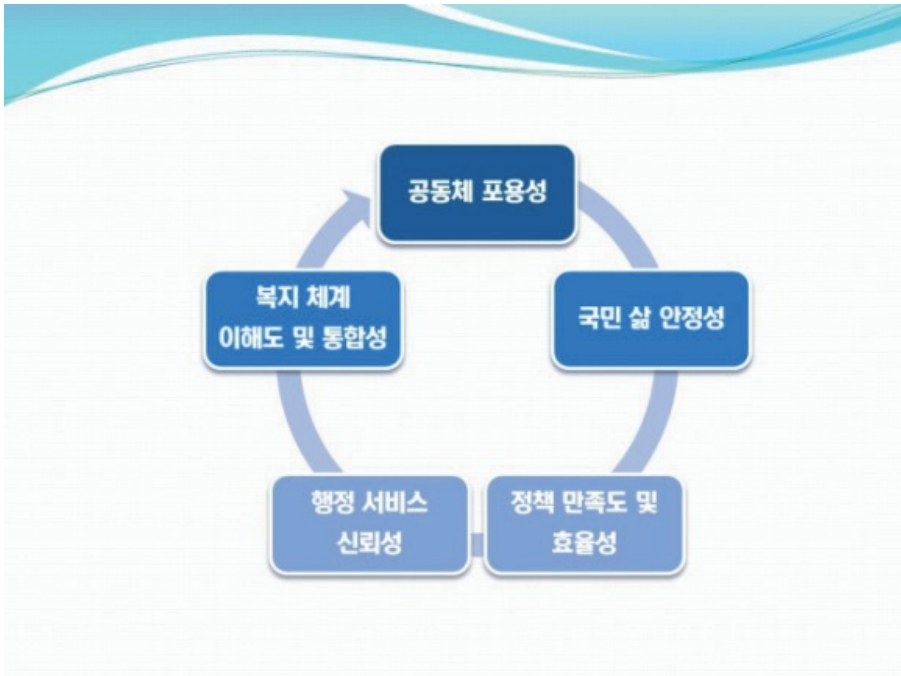 공동체 포용성
국민 삶 안정성
정책 만족도 및
효율성
행정 서비스
신뢰성
복지 체계
이해도 및 통합성